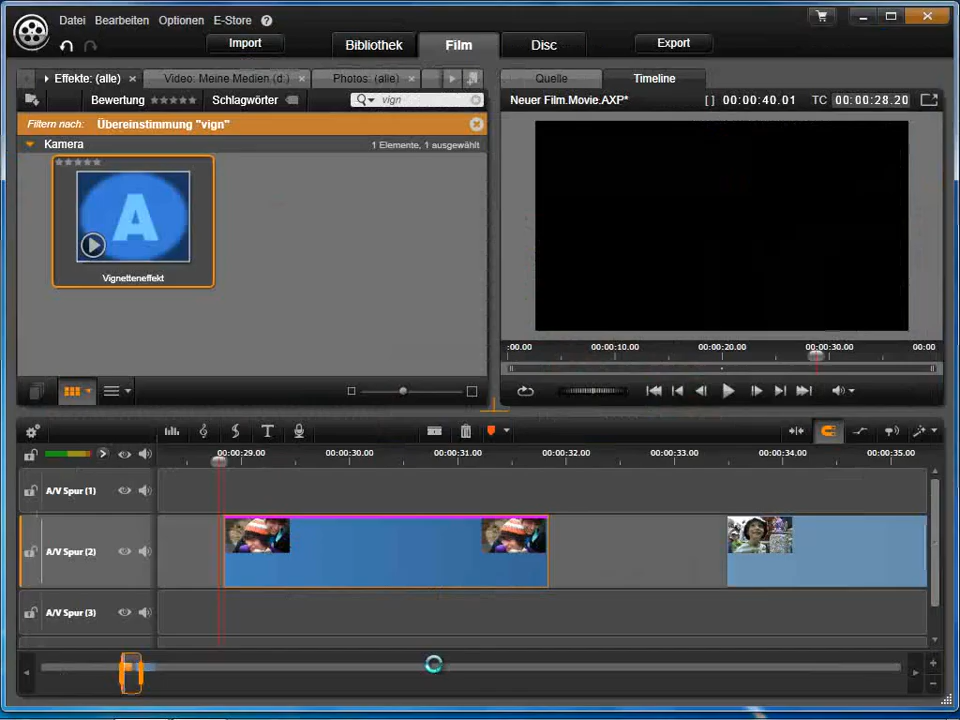 Datei Bearbeiten Optionen E-Store ?
Import Bibliothek Film Disc Export
Effekte: (alle) Video: Meine Medien (d:) Photos: (alle) Quelle Timeline
Bewertung Schlagwörter vign
Neuer Film.Movie.AXP* [ ] 00:00:40.01 TC 00:00:28.20
Filtern nach: Übereinstimmung "vign"
Kamera 1 Elemente, 1 ausgewählt
A
Vignetteneffekt
:00.00 00:00:10.00 00:00:20.00 00:00:30.00 00:00
00:00:29.00 00:00:30.00 00:00:31.00 00:00:32.00 00:00:33.00 00:00:34.00 00:00:35.00
A/V Spur (1)
A/V Spur (2)
A/V Spur (3)